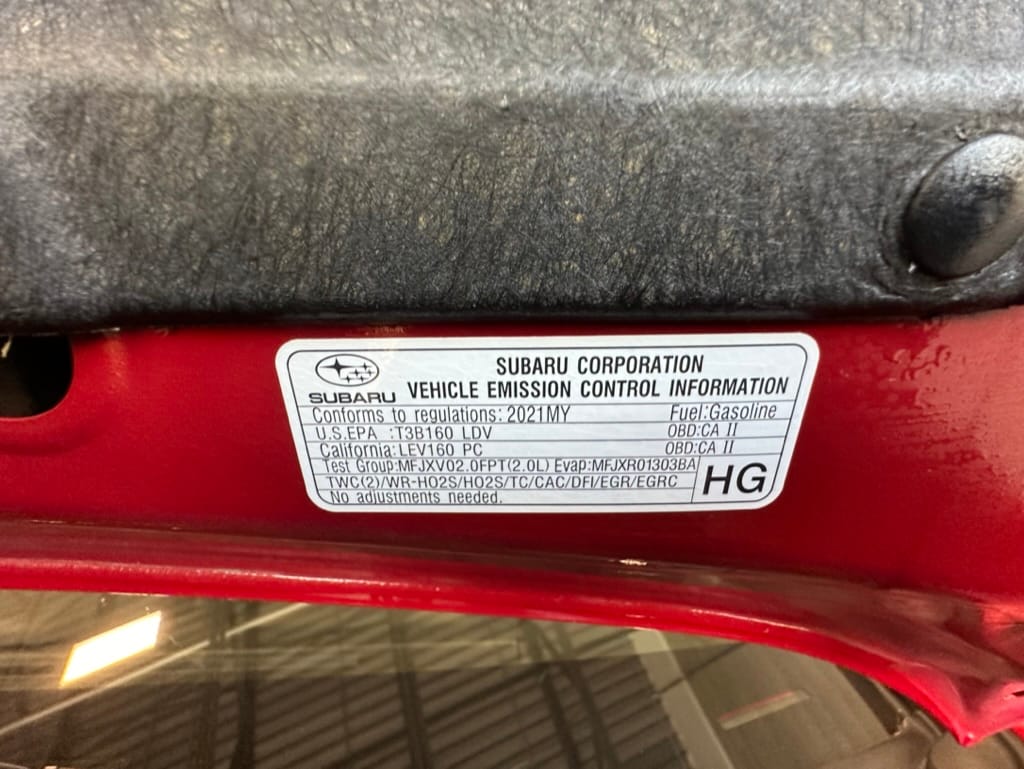 SUBARU
SUBARU CORPORATION
VEHICLE EMISSION CONTROL INFORMATION
Conforms to regulations: 2021MY Fuel:Gasoline
U.S.EPA :T3B160 LDV OBD:CA II
California:LEV160 PC OBD:CA II
Test Group:MFJXV02.0FPT(2.0L) Evap:MFJXR01303BA
TWC(2)/WR-HO2S/HO2S/TC/CAC/DFI/EGR/EGRC
No adjustments needed.
HG